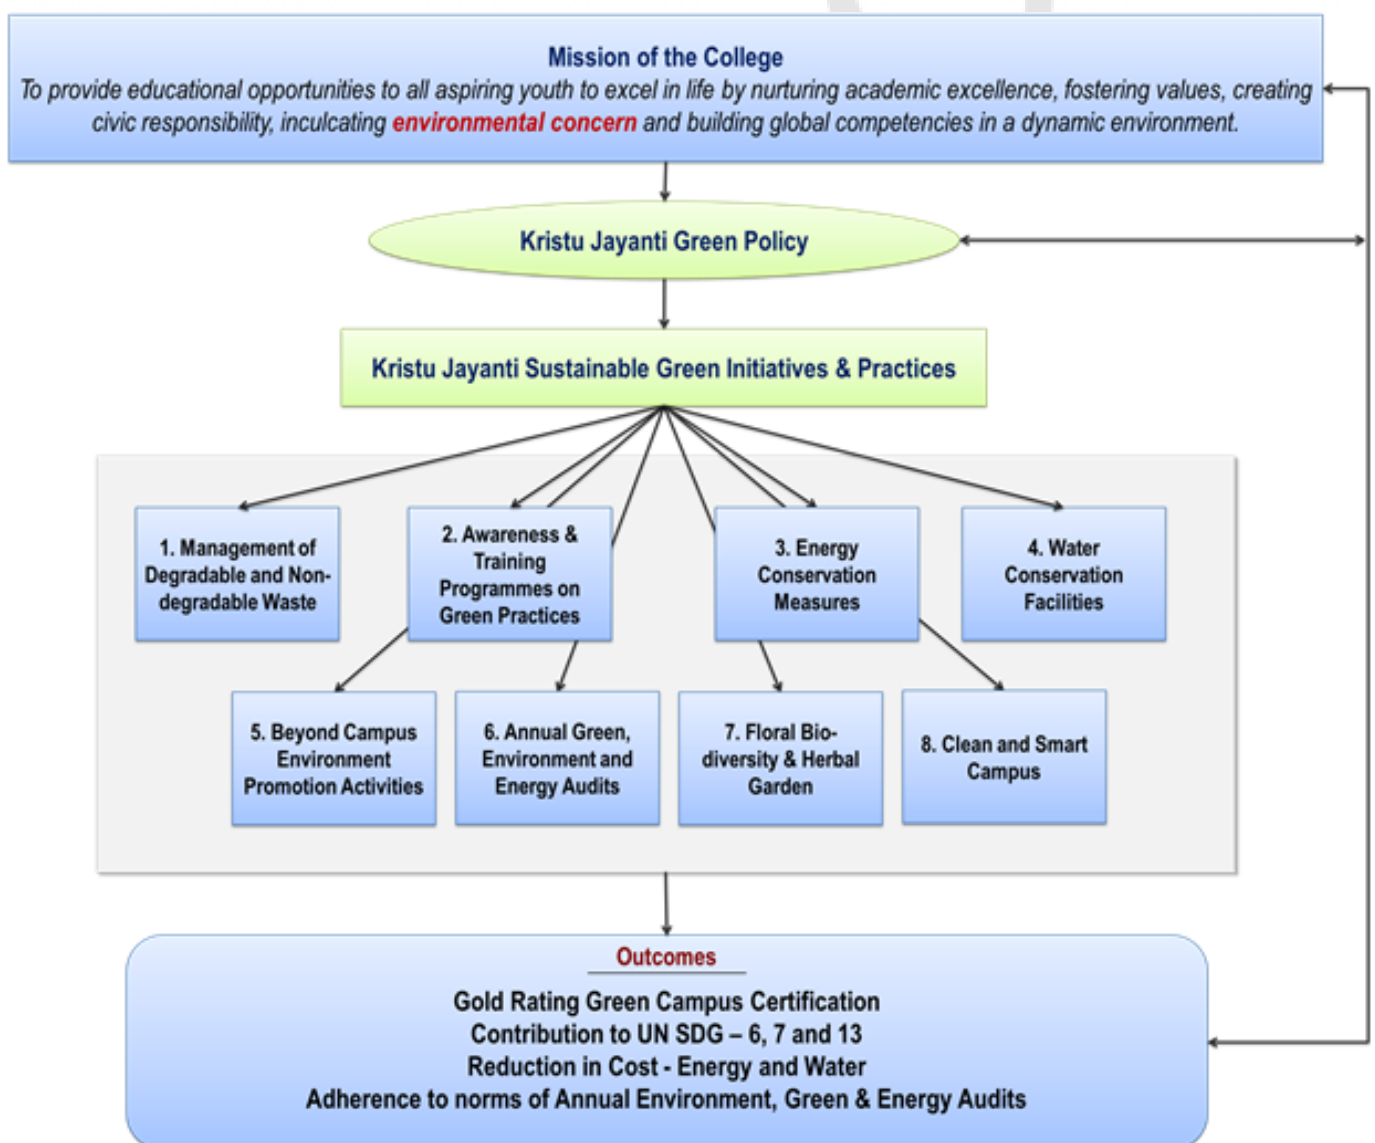 Mission of the College
To provide educational opportunities to all aspiring youth to excel in life by nurturing academic excellence, fostering values, creating
civic responsibility, inculcating environmental concern and building global competencies in a dynamic environment.
Kristu Jayanti Green Policy
Kristu Jayanti Sustainable Green Initiatives & Practices
1. Management of
Degradable and Non-
degradable Waste
2. Awareness &
Training
Programmes on
Green Practices
3. Energy
Conservation
Measures
4. Water
Conservation
Facilities
5. Beyond Campus
Environment
Promotion Activities
6. Annual Green,
Environment and
Energy Audits
7. Floral Bio-
diversity & Herbal
Garden
8. Clean and Smart
Campus
Outcomes
Gold Rating Green Campus Certification
Contribution to UN SDG – 6, 7 and 13
Reduction in Cost - Energy and Water
Adherence to norms of Annual Environment, Green & Energy Audits